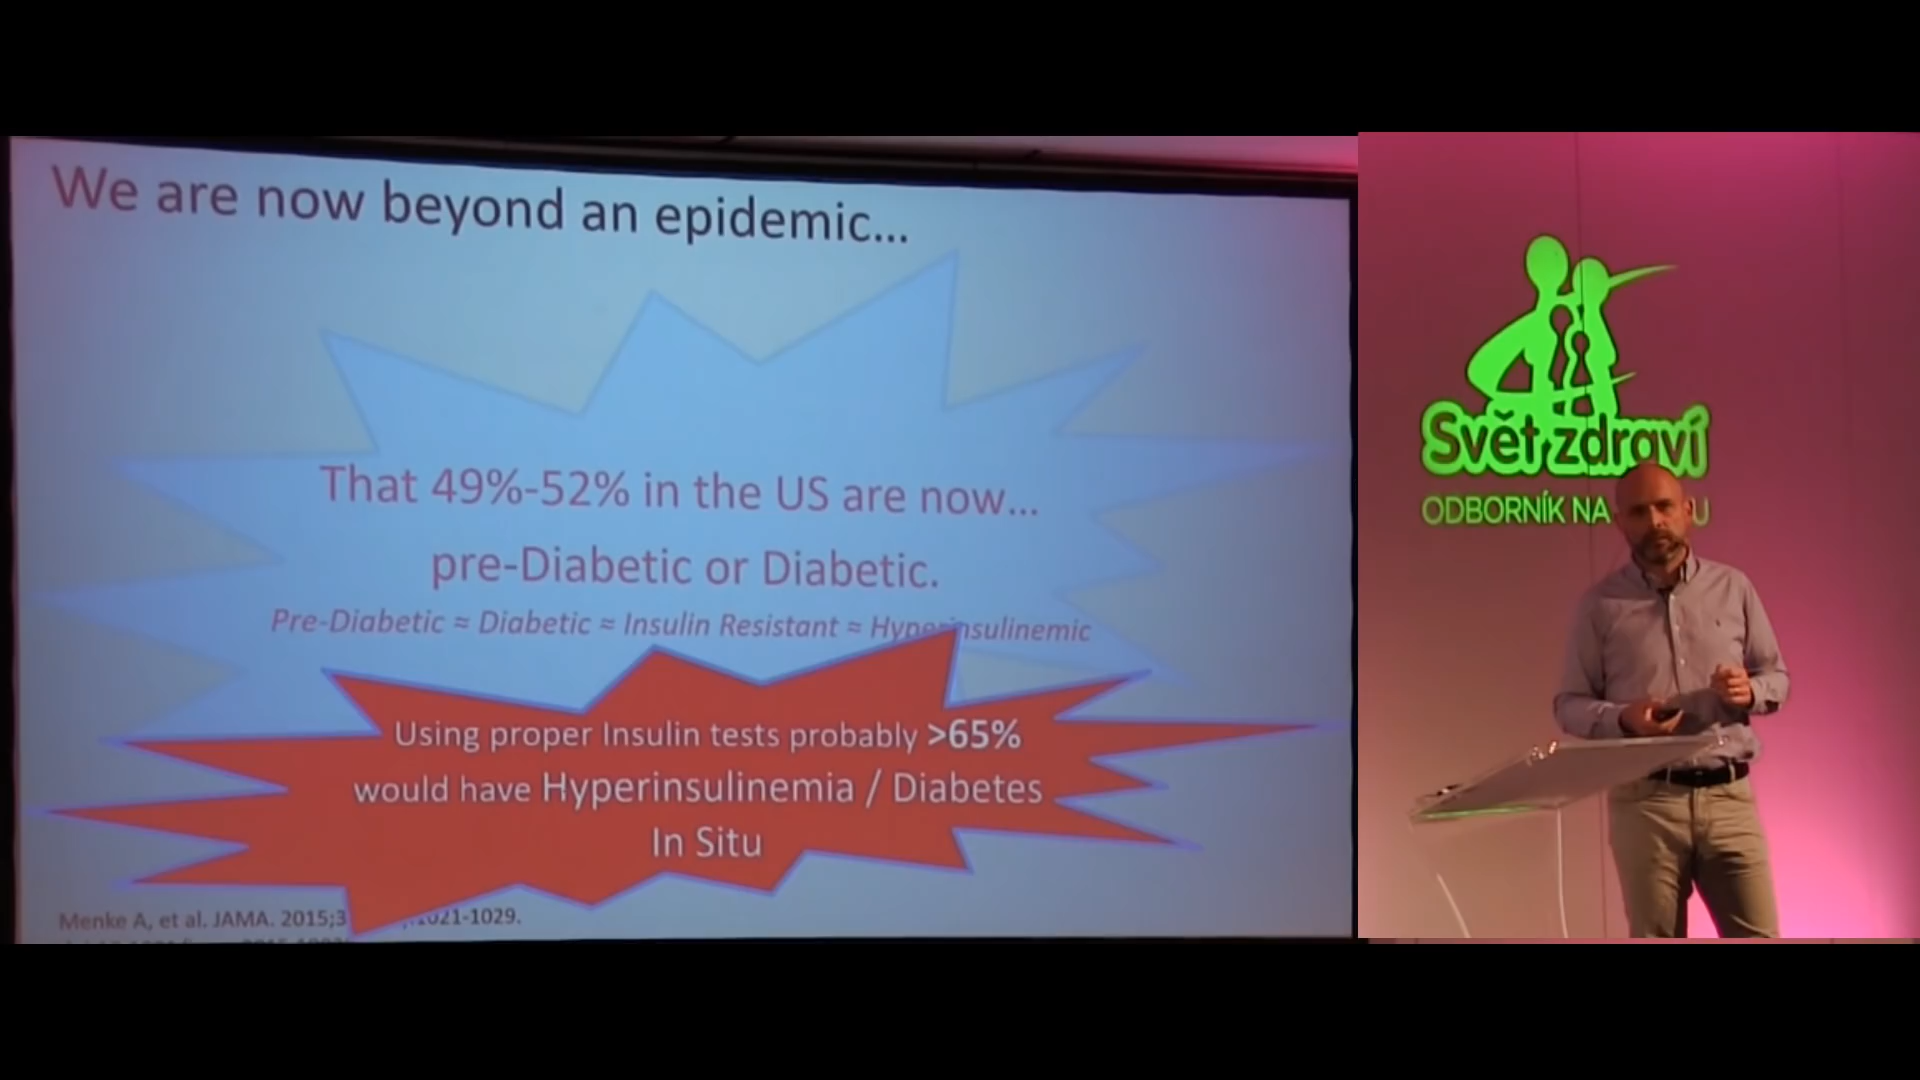 We are now beyond an epidemic...
That 49%-52% in the US are now...
pre-Diabetic or Diabetic.
Pre-Diabetic ≈ Diabetic ≈ Insulin Resistant ≈ Hyperinsulinemic
Using proper Insulin tests probably >65%
would have Hyperinsulinemia / Diabetes
In Situ
Menke A, et al. JAMA. 2015;3 1021-1029.
Svět zdraví
ODBORNÍK NA